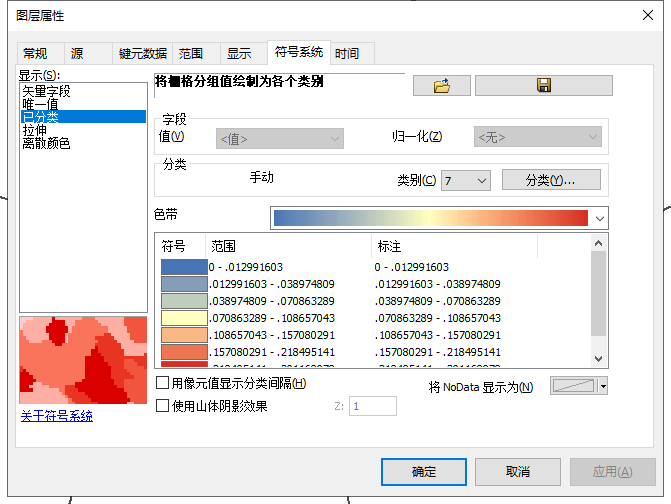 图层属性
常规 源 键元数据 范围 显示 符号系统 时间
显示(S):
矢量字段
唯一值
已分类
拉伸
离散颜色
关于符号系统
将栅格分组值绘制为各个类别
字段
值(V) <值> 归一化(Z) <无>
分类
手动 类别(C) 7 分类(Y)...
色带
符号 范围 标注
0 - .012991603 0 - .012991603
.012991603 - .038974809 .012991603 - .038974809
.038974809 - .070863289 .038974809 - .070863289
.070863289 - .108657043 .070863289 - .108657043
.108657043 - .157080291 .108657043 - .157080291
.157080291 - .218495141 .157080291 - .218495141
用像元值显示分类间隔(H) 将 NoData 显示为(N)
使用山体阴影效果 Z: 1
确定 取消 应用(A)